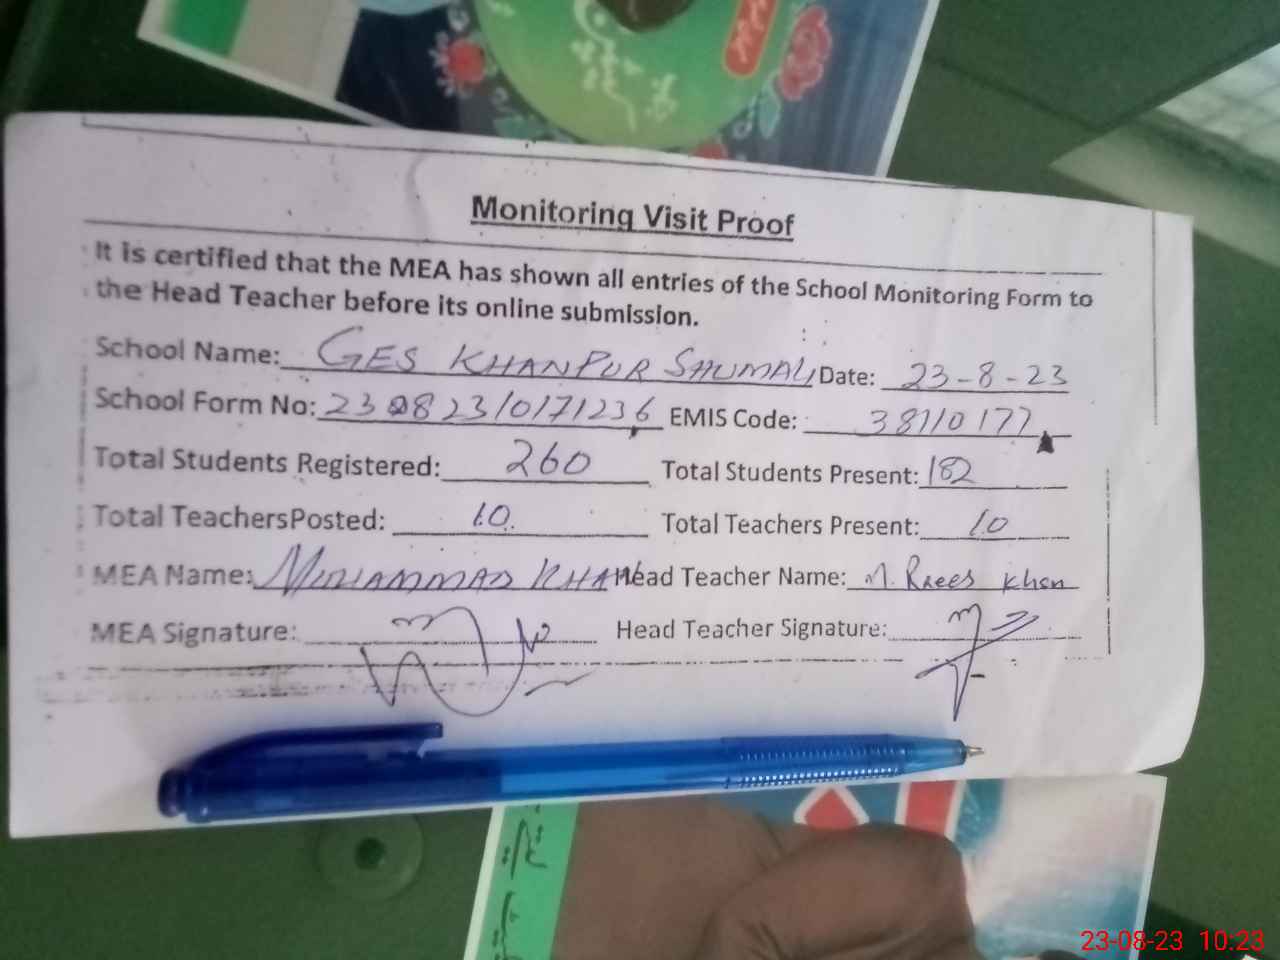 Monitoring Visit Proof
It is certified that the MEA has shown all entries of the School Monitoring Form to
the Head Teacher before its online submission.
School Name: GES KHANPUR SHUMALI Date: 23-8-23
School Form No: 230823/0171236 EMIS Code: 38110177
Total Students Registered: 260 Total Students Present: 182
Total TeachersPosted: 10 Total Teachers Present: 10
MEA Name: MUHAMMAD KHAN Head Teacher Name: M. Raees Khan
MEA Signature: Head Teacher Signature:
23-08-23 10:23